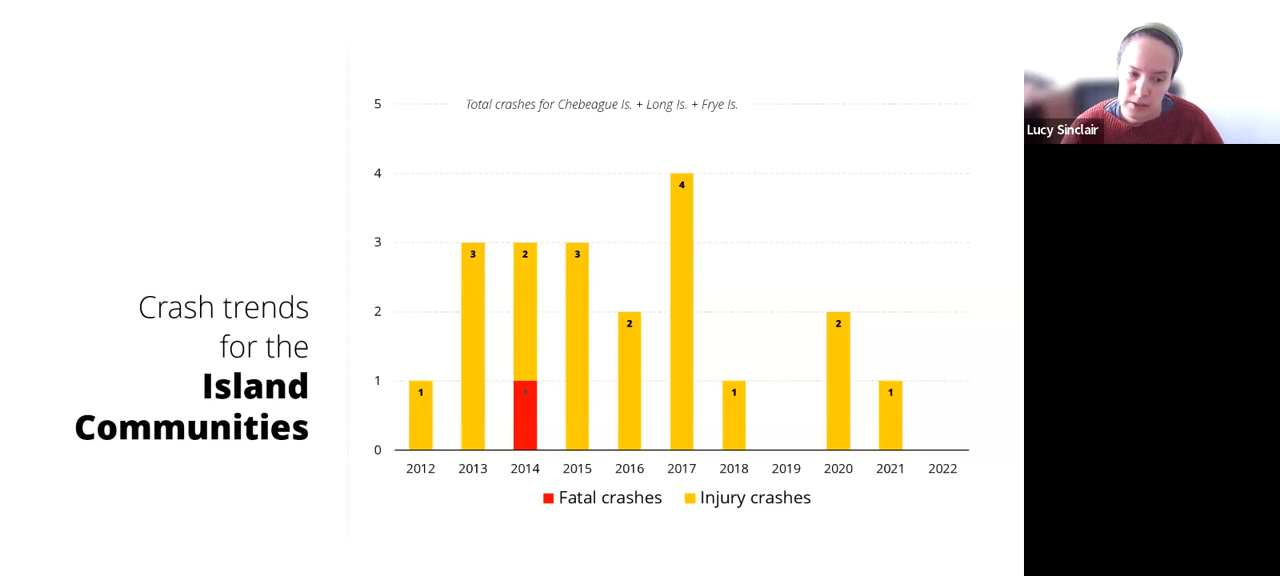 Crash trends
for the
Island
Communities
Total crashes for Chebeague Is. + Long Is. + Frye Is.
5
4
3
2
1
0
1
3
2
1
3
2
4
1
2
1
2012 2013 2014 2015 2016 2017 2018 2019 2020 2021 2022
Fatal crashes Injury crashes
Lucy Sinclair